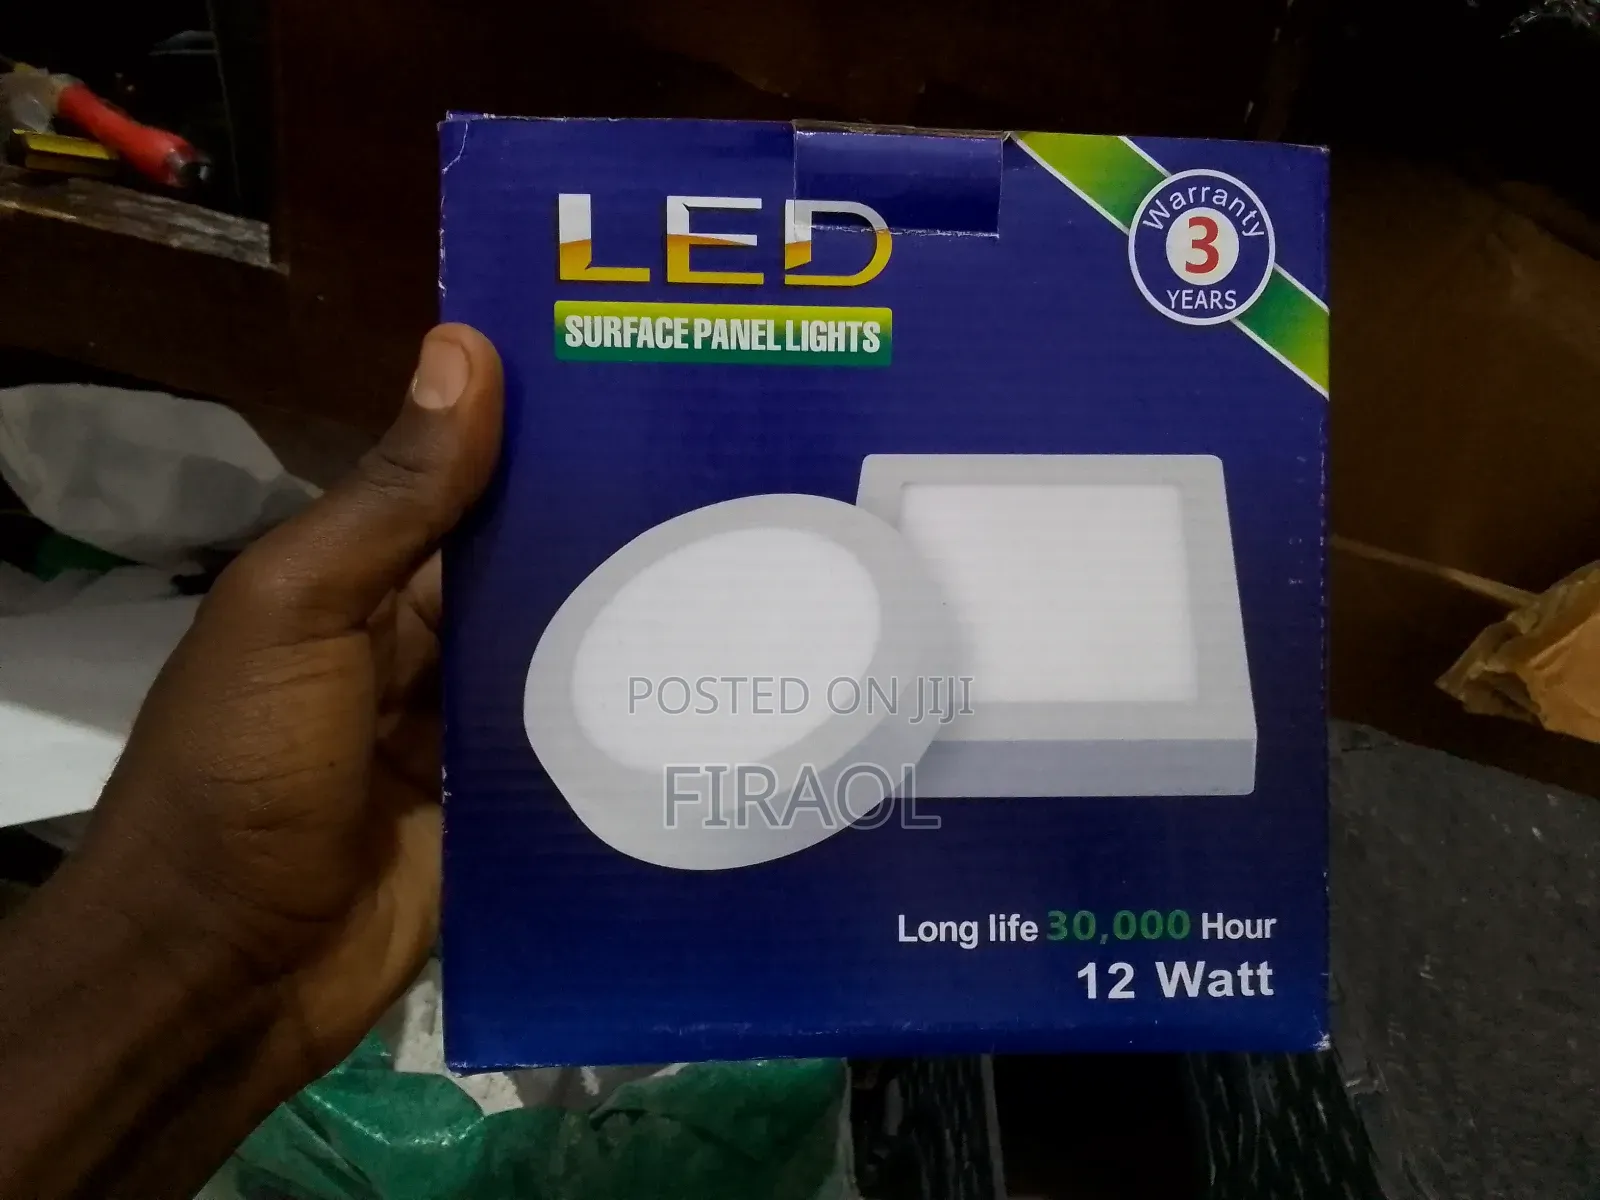 LED
SURFACE PANEL LIGHTS
Warranty
3
YEARS
POSTED ON JIJI
FIRAOL
Long life 30,000 Hour
12 Watt